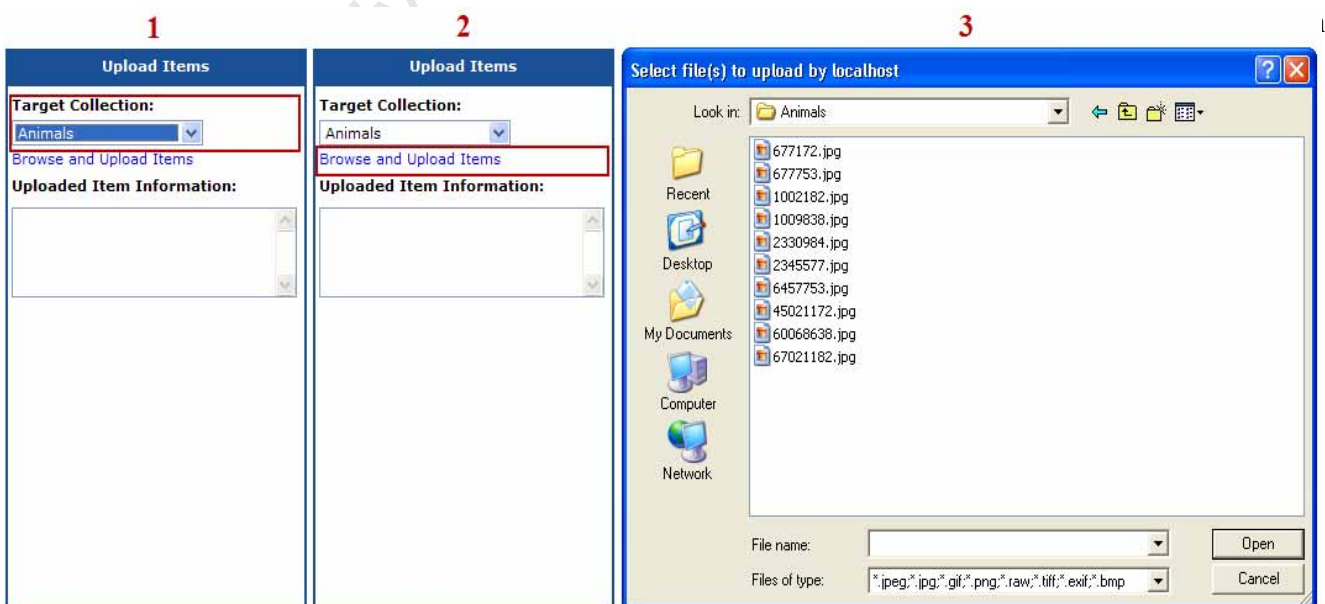 1
2
3
Upload Items
Target Collection:
Animals
Browse and Upload Items
Uploaded Item Information:
Upload Items
Target Collection:
Animals
Browse and Upload Items
Uploaded Item Information:
Select file(s) to upload by localhost
Look in: Animals
Recent
Desktop
My Documents
Computer
Network
677172.jpg
677753.jpg
1002182.jpg
1009838.jpg
2330984.jpg
2345577.jpg
6457753.jpg
45021172.jpg
60068638.jpg
67021182.jpg
File name:
Open
Files of type: *.jpeg;*.jpg;*.gif;*.png;*.raw;*.tiff;*.exif;*.bmp
Cancel